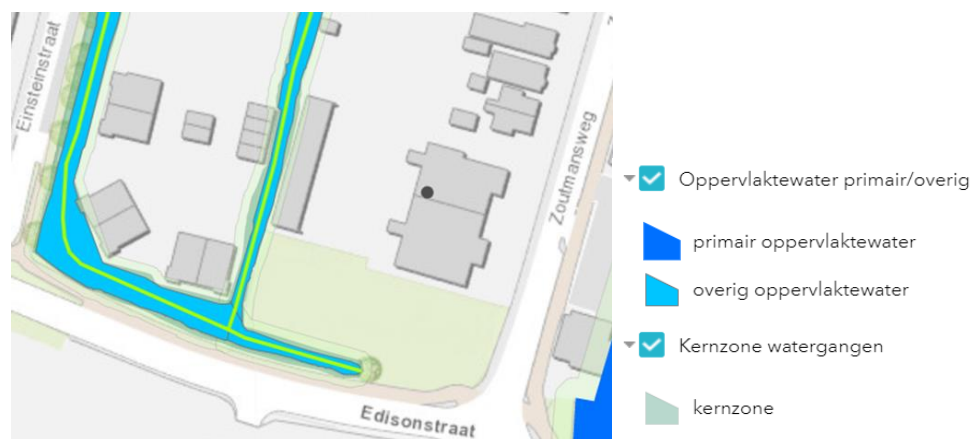 Einsteinstraat
Zoutmansweg
Edisonstraat
Oppervlaktewater primair/overig
primair oppervlaktewater
overig oppervlaktewater
Kernzone watergangen
kernzone